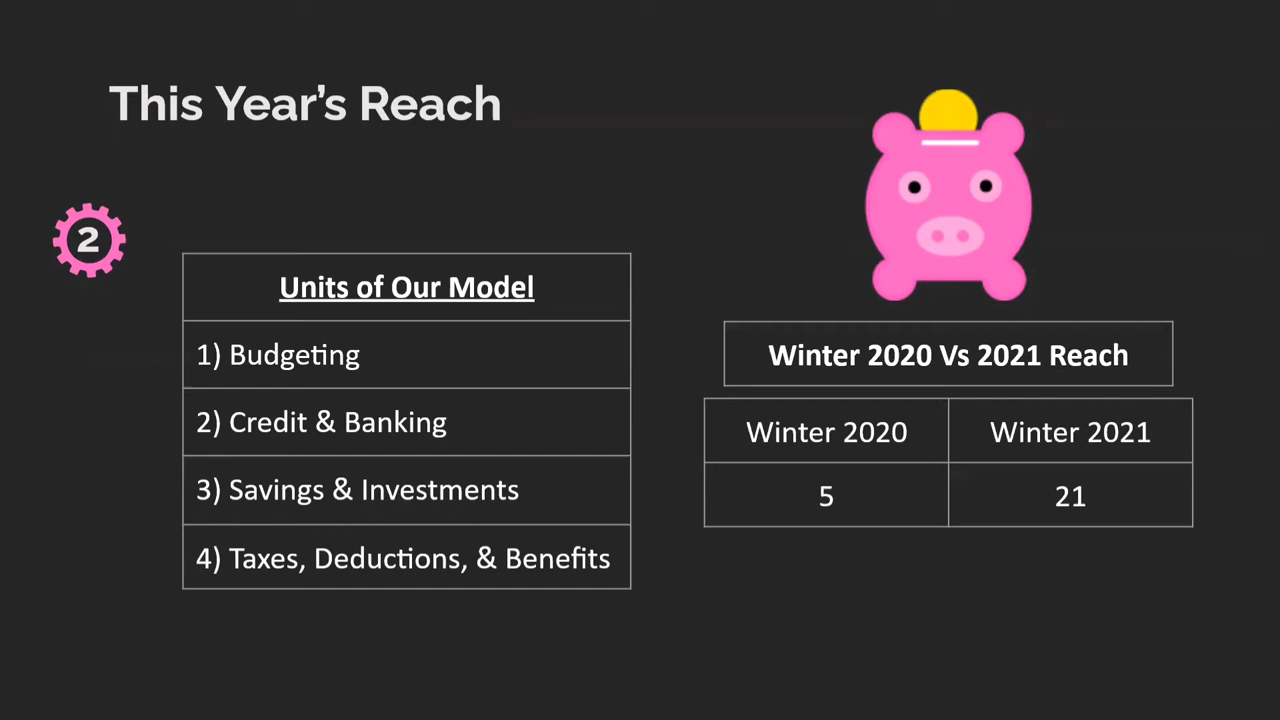 This Year’s Reach
2
Units of Our Model
1) Budgeting
2) Credit & Banking
3) Savings & Investments
4) Taxes, Deductions, & Benefits
Winter 2020 Vs 2021 Reach
Winter 2020 Winter 2021
5 21